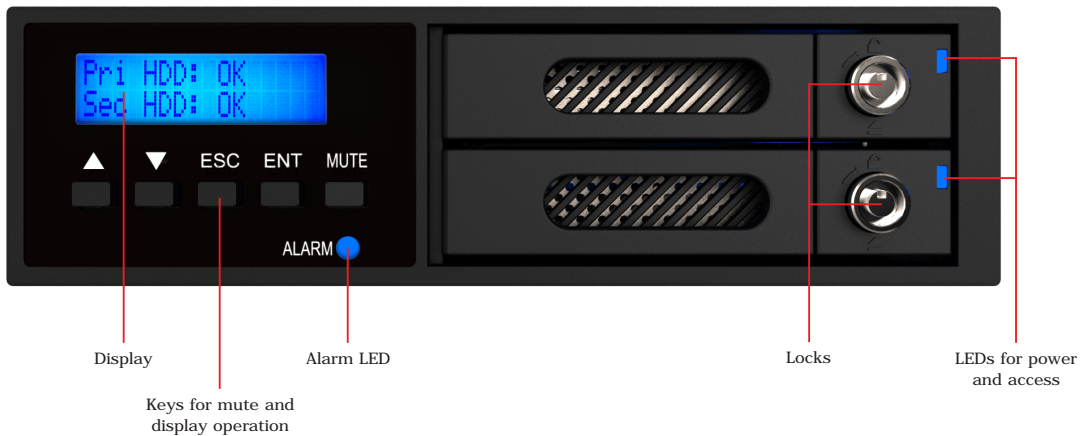 Pri HDD: OK
Sec HDD: OK
ESC ENT MUTE
ALARM
Display
Alarm LED
Locks
LEDs for power
and access
Keys for mute and
display operation